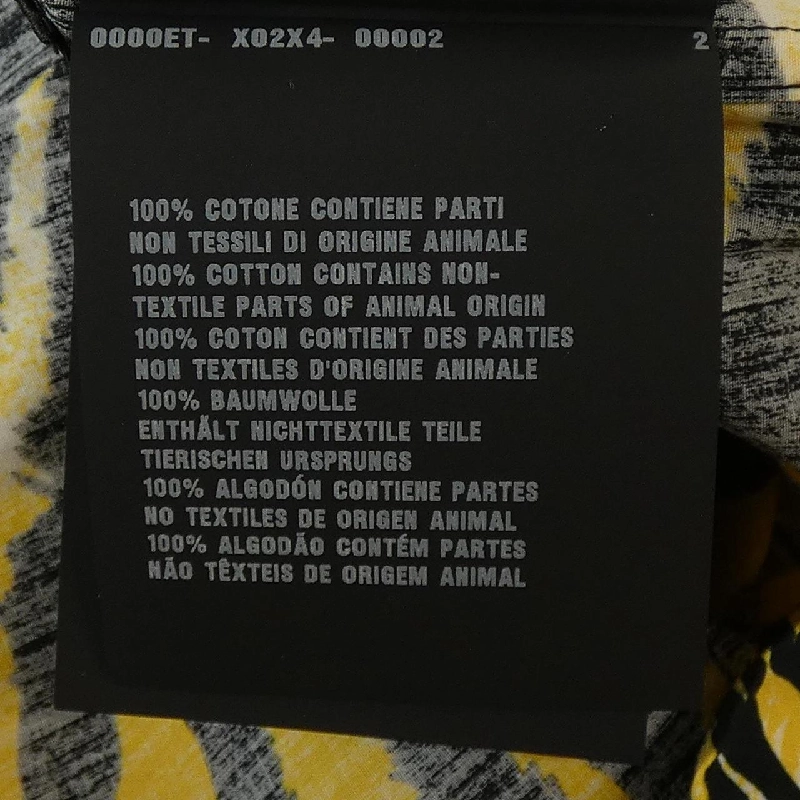 0000ET- X02X4- 00002 2
100% COTONE CONTIENE PARTI
NON TESSILI DI ORIGINE ANIMALE
100% COTTON CONTAINS NON-
TEXTILE PARTS OF ANIMAL ORIGIN
100% COTON CONTIENT DES PARTIES
NON TEXTILES D'ORIGINE ANIMALE
100% BAUMWOLLE
ENTHÄLT NICHTTEXTILE TEILE
TIERISCHEN URSPRUNGS
100% ALGODÓN CONTIENE PARTES
NO TEXTILES DE ORIGEN ANIMAL
100% ALGODÃO CONTÉM PARTES
NÃO TÊXTEIS DE ORIGEM ANIMAL